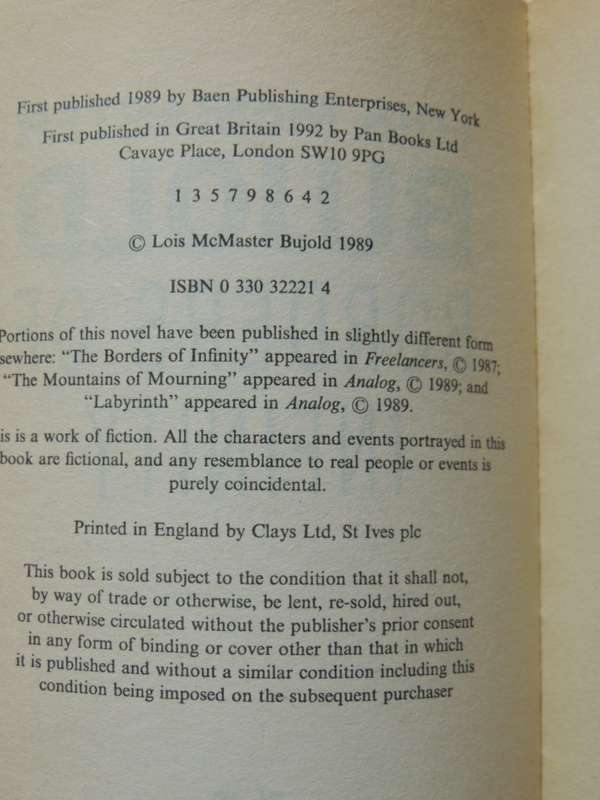 First published 1989 by Baen Publishing Enterprises, New York
First published in Great Britain 1992 by Pan Books Ltd
Cavaye Place, London SW10 9PG
1 3 5 7 9 8 6 4 2
© Lois McMaster Bujold 1989
ISBN 0 330 32221 4
Portions of this novel have been published in slightly different form
sewhere: “The Borders of Infinity” appeared in Freelancers, © 1987;
“The Mountains of Mourning” appeared in Analog, © 1989; and
“Labyrinth” appeared in Analog, © 1989.
is is a work of fiction. All the characters and events portrayed in this
book are fictional, and any resemblance to real people or events is
purely coincidental.
Printed in England by Clays Ltd, St Ives plc
This book is sold subject to the condition that it shall not,
by way of trade or otherwise, be lent, re-sold, hired out,
or otherwise circulated without the publisher's prior consent
in any form of binding or cover other than that in which
it is published and without a similar condition including this
condition being imposed on the subsequent purchaser